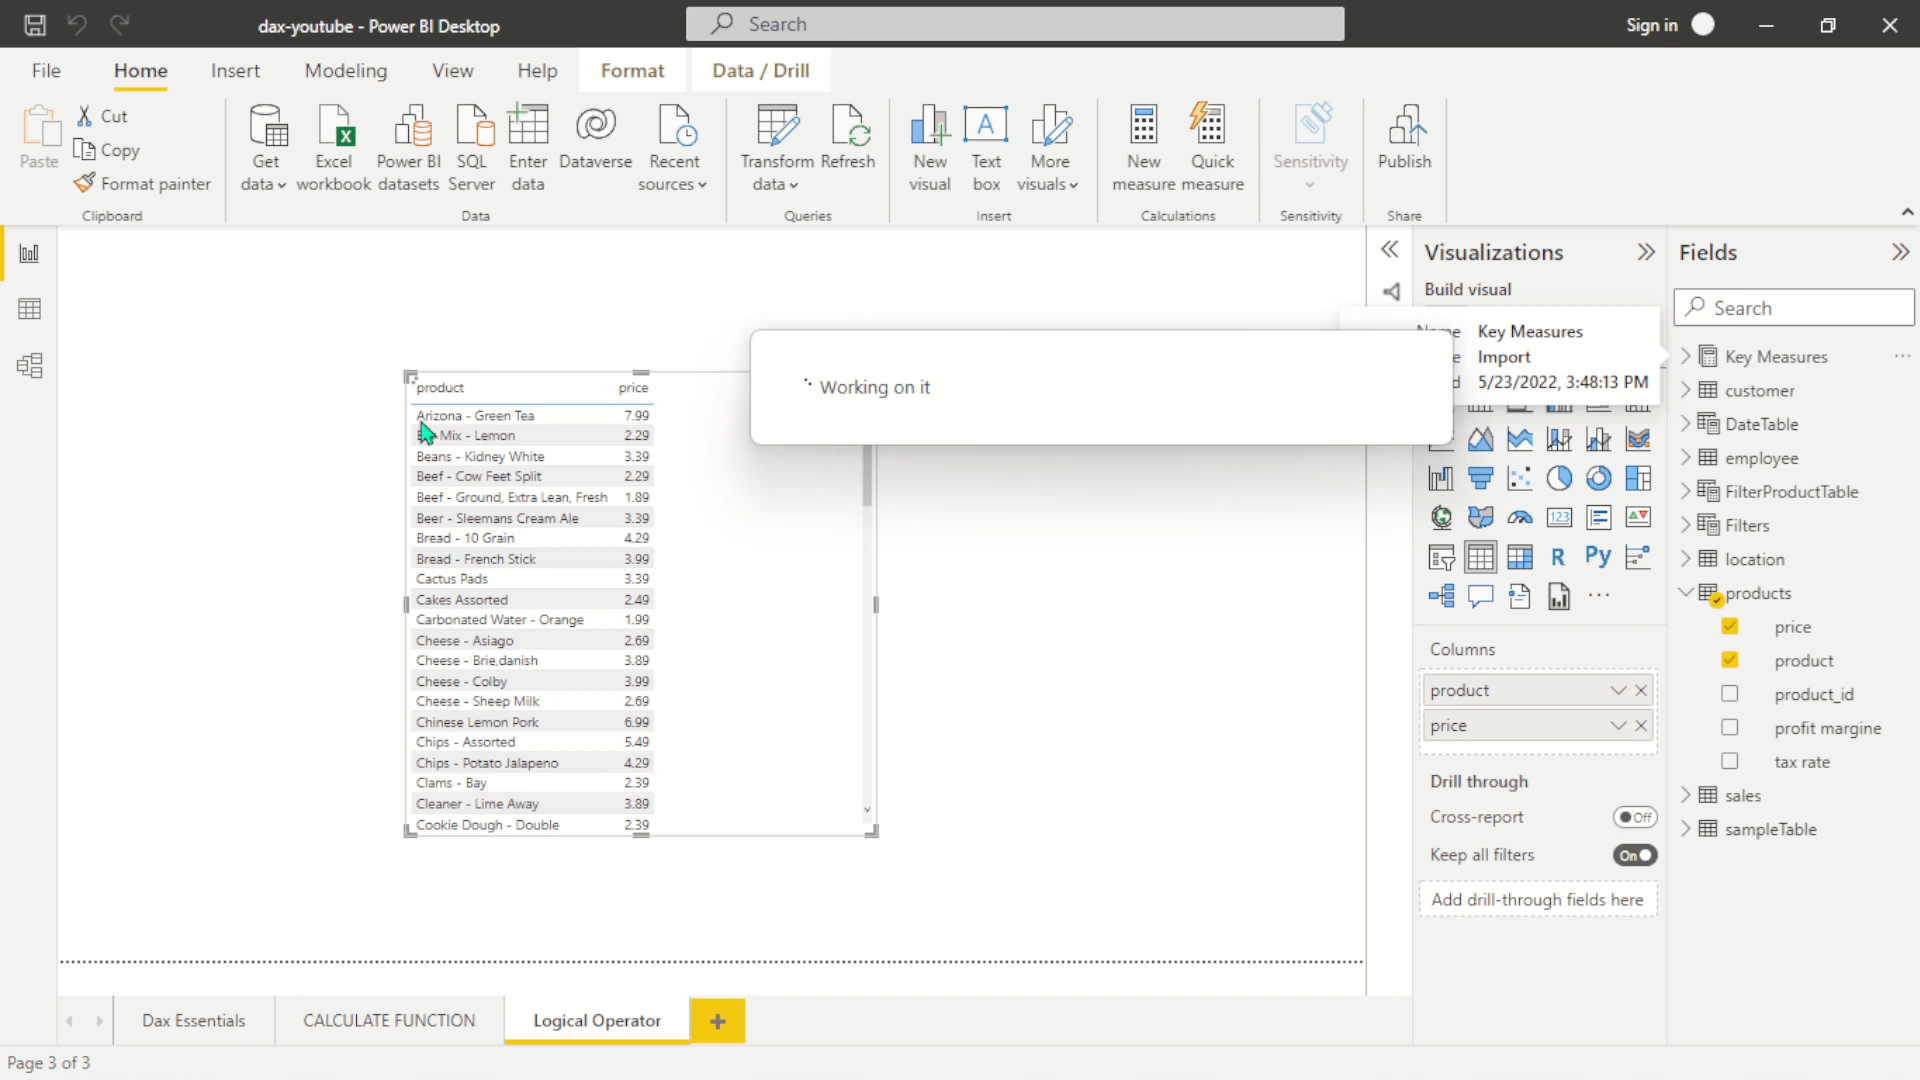 dax-youtube - Power BI Desktop
Search
Sign in
File
Home
Insert
Modeling
View
Help
Format
Data / Drill
Paste
Cut
Copy
Format painter
Get data
Excel workbook
Power BI datasets
SQL Server
Enter data
Dataverse
Recent sources
Transform data
Refresh
New visual
Text box
More visuals
New measure
Quick measure
Sensitivity
Publish
Clipboard
Data
Queries
Insert
Calculations
Sensitivity
Share
Visualizations
Build visual
Key Measures
Import
5/23/2022, 3:48:13 PM
Working on it
product price
Arizona - Green Tea 7.99
Mix - Lemon 2.29
Beans - Kidney White 3.39
Beef - Cow Feet Split 2.29
Beef - Ground, Extra Lean, Fresh 1.89
Beer - Sleemans Cream Ale 3.39
Bread - 10 Grain 4.29
Bread - French Stick 3.99
Cactus Pads 3.39
Cakes Assorted 2.49
Carbonated Water - Orange 1.99
Cheese - Asiago 2.69
Cheese - Brie,danish 3.89
Cheese - Colby 3.99
Cheese - Sheep Milk 2.69
Chinese Lemon Pork 6.99
Chips - Assorted 5.49
Chips - Potato Jalapeno 4.29
Clams - Bay 2.39
Cleaner - Lime Away 3.89
Cookie Dough - Double 2.39
123
R
Py
Columns
product
price
Drill through
Cross-report
Off
Keep all filters
On
Add drill-through fields here
Fields
Search
Key Measures
customer
DateTable
employee
FilterProductTable
Filters
location
products
price
product
product_id
profit margine
tax rate
sales
sampleTable
Dax Essentials
CALCULATE FUNCTION
Logical Operator
Page 3 of 3